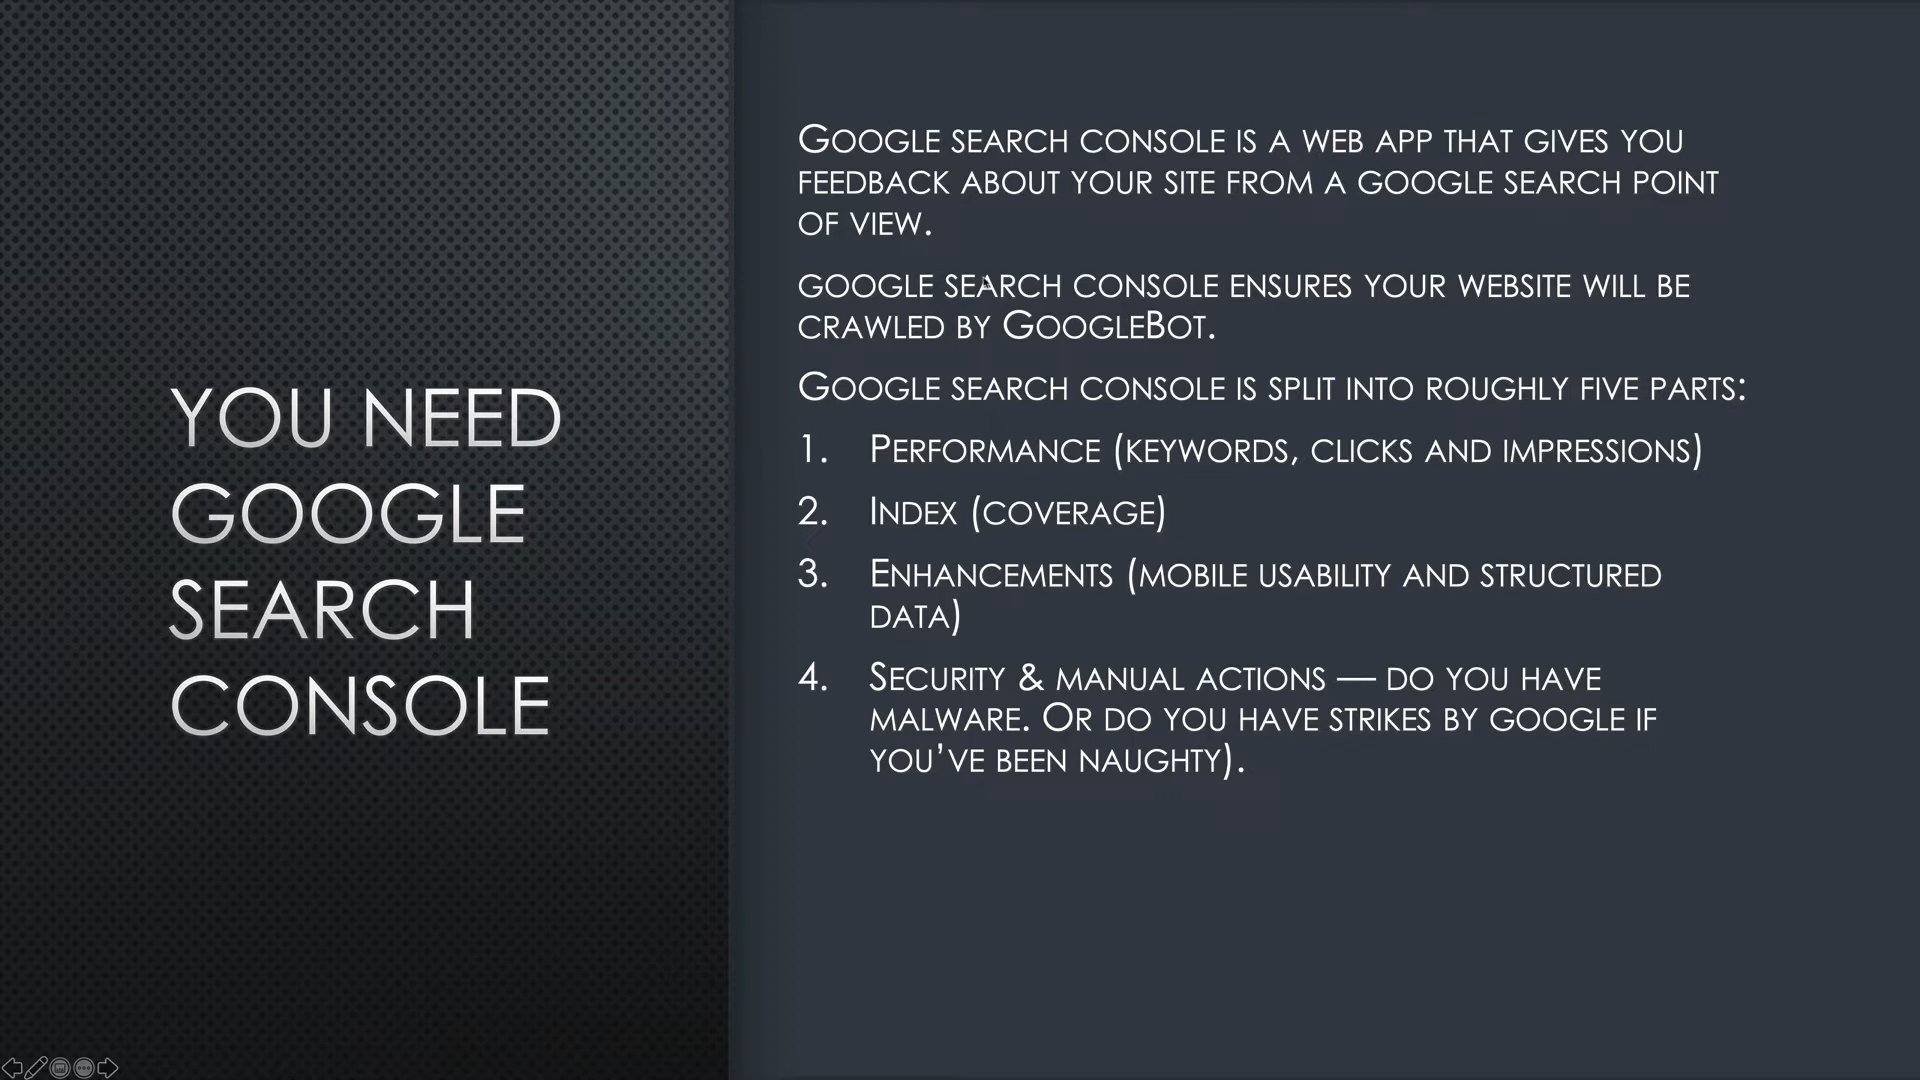 YOU NEED
GOOGLE
SEARCH
CONSOLE
Google search console is a web app that gives you
feedback about your site from a google search point
of view.
google search console ensures your website will be
crawled by GoogleBot.
Google search console is split into roughly five parts:
1. Performance (keywords, clicks and impressions)
2. Index (coverage)
3. Enhancements (mobile usability and structured
data)
4. Security & manual actions — do you have
malware. Or do you have strikes by google if
you’ve been naughty).